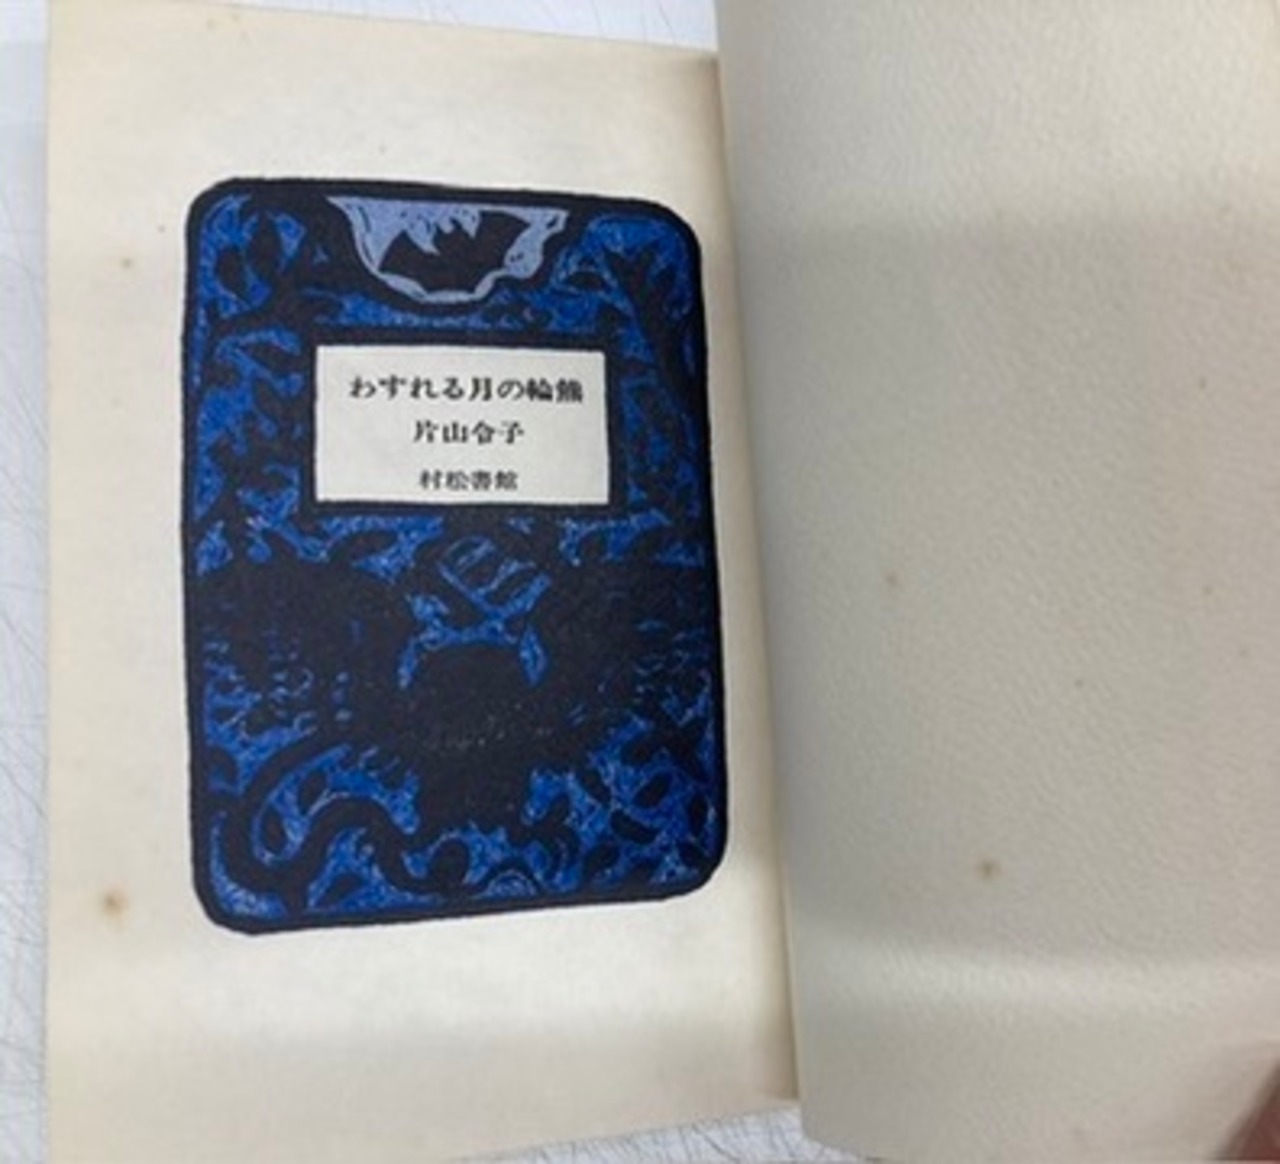 わすれる月の輪熊
片山令子
村松書館